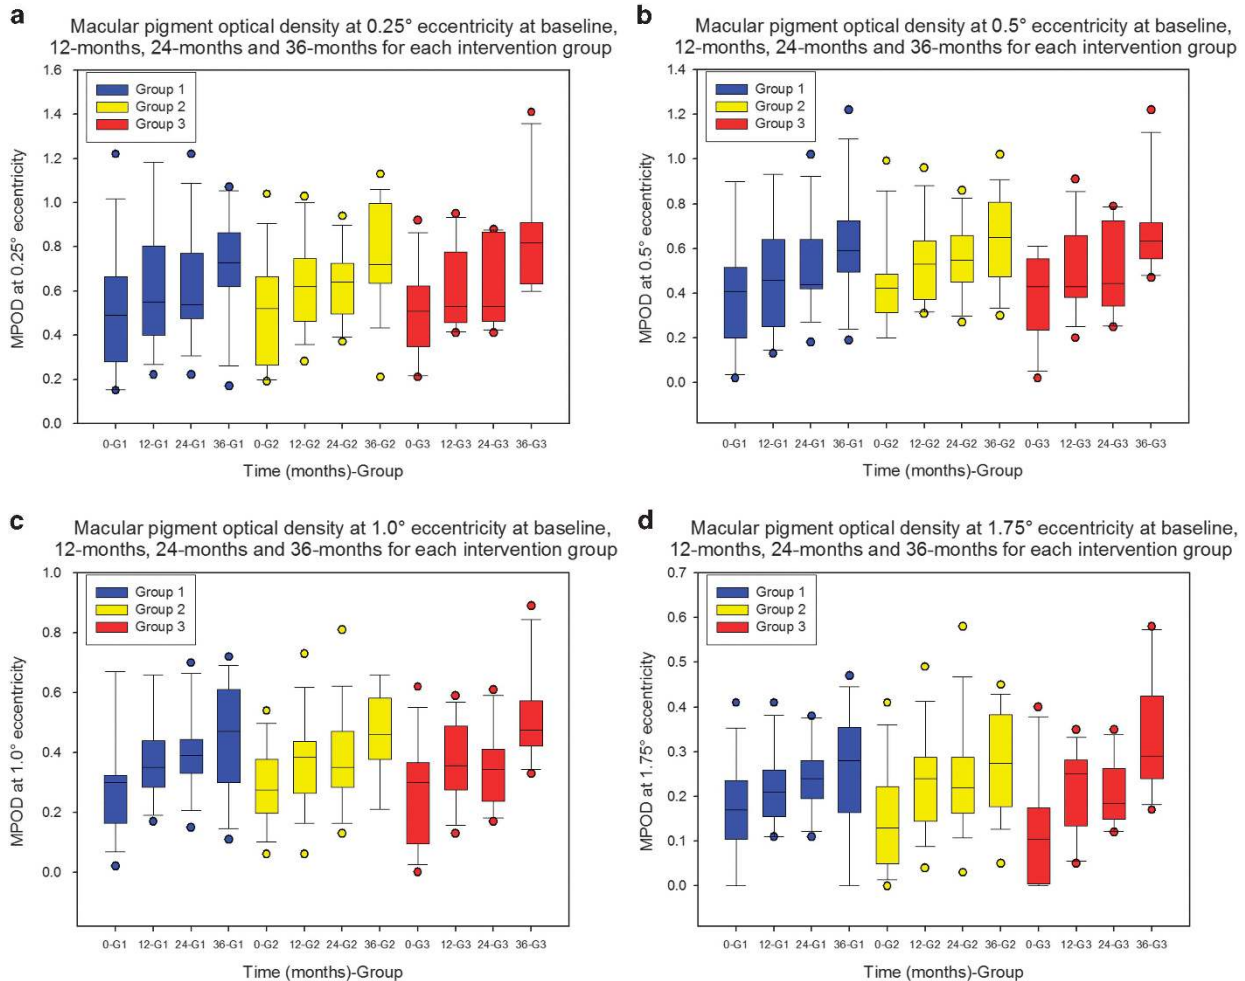 a
Macular pigment optical density at 0.25° eccentricity at baseline,
12-months, 24-months and 36-months for each intervention group
1.6
1.4
1.2
1.0
0.8
0.6
0.4
0.2
0.0
MPOD at 0.25° eccentricity
Group 1
Group 2
Group 3
0-G1 12-G1 24-G1 36-G1 0-G2 12-G2 24-G2 36-G2 0-G3 12-G3 24-G3 36-G3
Time (months)-Group
b
Macular pigment optical density at 0.5° eccentricity at baseline,
12-months, 24-months and 36-months for each intervention group
1.4
1.2
1.0
0.8
0.6
0.4
0.2
0.0
MPOD at 0.5° eccentricity
Group 1
Group 2
Group 3
0-G1 12-G1 24-G1 36-G1 0-G2 12-G2 24-G2 36-G2 0-G3 12-G3 24-G3 36-G3
Time (months)-Group
c
Macular pigment optical density at 1.0° eccentricity at baseline,
12-months, 24-months and 36-months for each intervention group
1.0
0.8
0.6
0.4
0.2
0.0
MPOD at 1.0° eccentricity
Group 1
Group 2
Group 3
0-G1 12-G1 24-G1 36-G1 0-G2 12-G2 24-G2 36-G2 0-G3 12-G3 24-G3 36-G3
Time (months)-Group
d
Macular pigment optical density at 1.75° eccentricity at baseline,
12-months, 24-months and 36-months for each intervention group
0.7
0.6
0.5
0.4
0.3
0.2
0.1
0.0
MPOD at 1.75° eccentricity
Group 1
Group 2
Group 3
0-G1 12-G1 24-G1 36-G1 0-G2 12-G2 24-G2 36-G2 0-G3 12-G3 24-G3 36-G3
Time (months)-Group